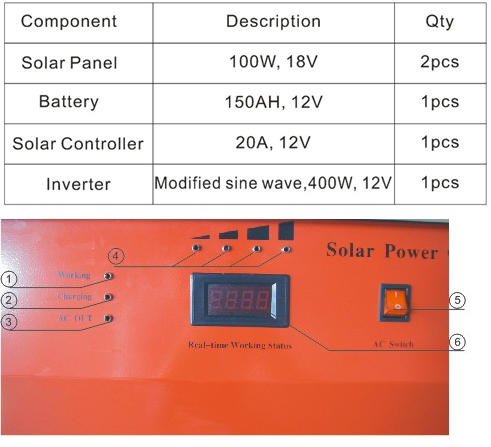 Component Description Qty
Solar Panel 100W, 18V 2pcs
Battery 150AH, 12V 1pcs
Solar Controller 20A, 12V 1pcs
Inverter Modified sine wave,400W, 12V 1pcs
④
Solar Power
① Working
② Charging
③ AC OUT
⑤
⑥
Real-time Working Status
AC Switch